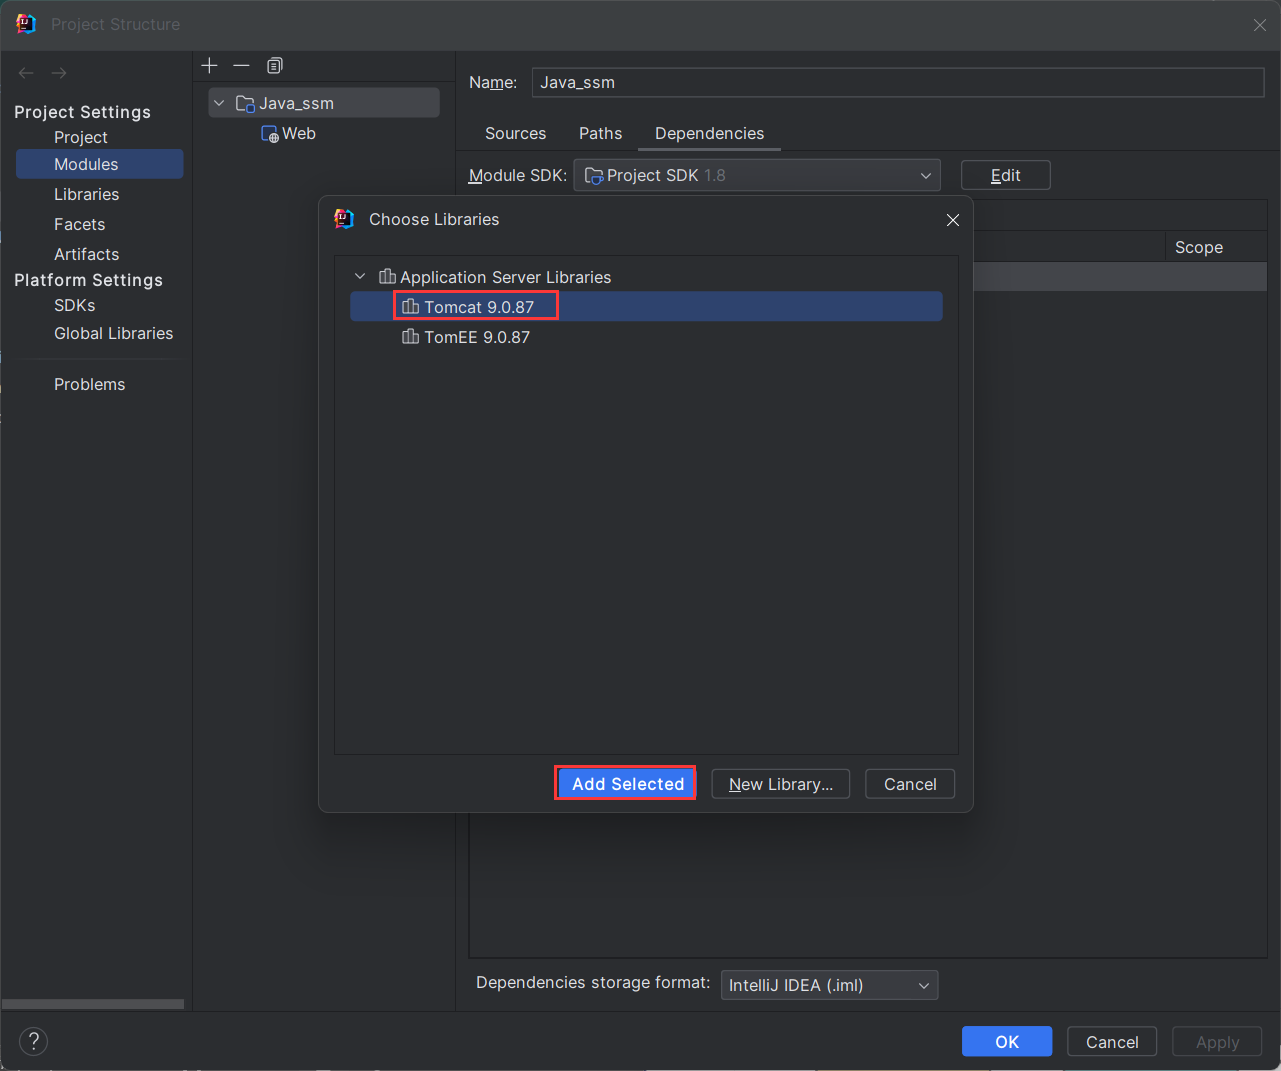 Project Structure
Project Settings
Project
Modules
Libraries
Facets
Artifacts
Platform Settings
SDKs
Global Libraries
Problems
Java_ssm
Web
Name: Java_ssm
Sources Paths Dependencies
Module SDK: Project SDK 1.8 Edit
Scope
Choose Libraries
Application Server Libraries
Tomcat 9.0.87
TomEE 9.0.87
Add Selected New Library... Cancel
Dependencies storage format: IntelliJ IDEA (.iml)
? OK Cancel Apply